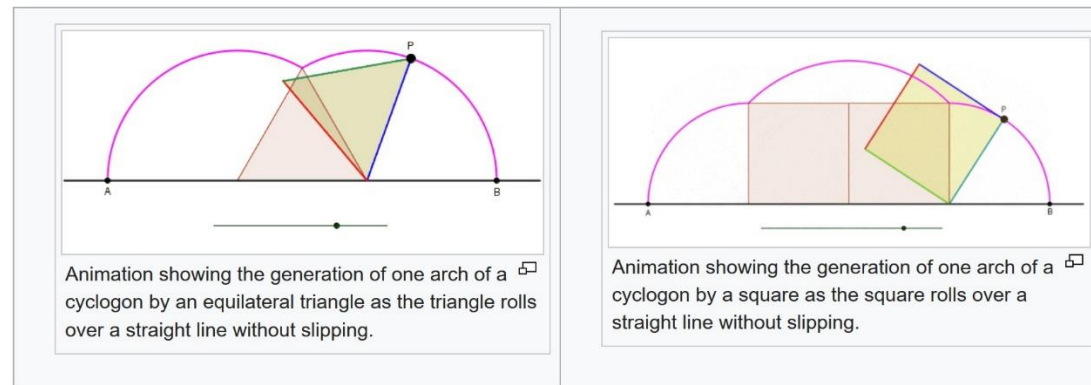 P
A
B
Animation showing the generation of one arch of a
cyclogon by an equilateral triangle as the triangle rolls
over a straight line without slipping.
P
A
B
Animation showing the generation of one arch of a
cyclogon by a square as the square rolls over a
straight line without slipping.